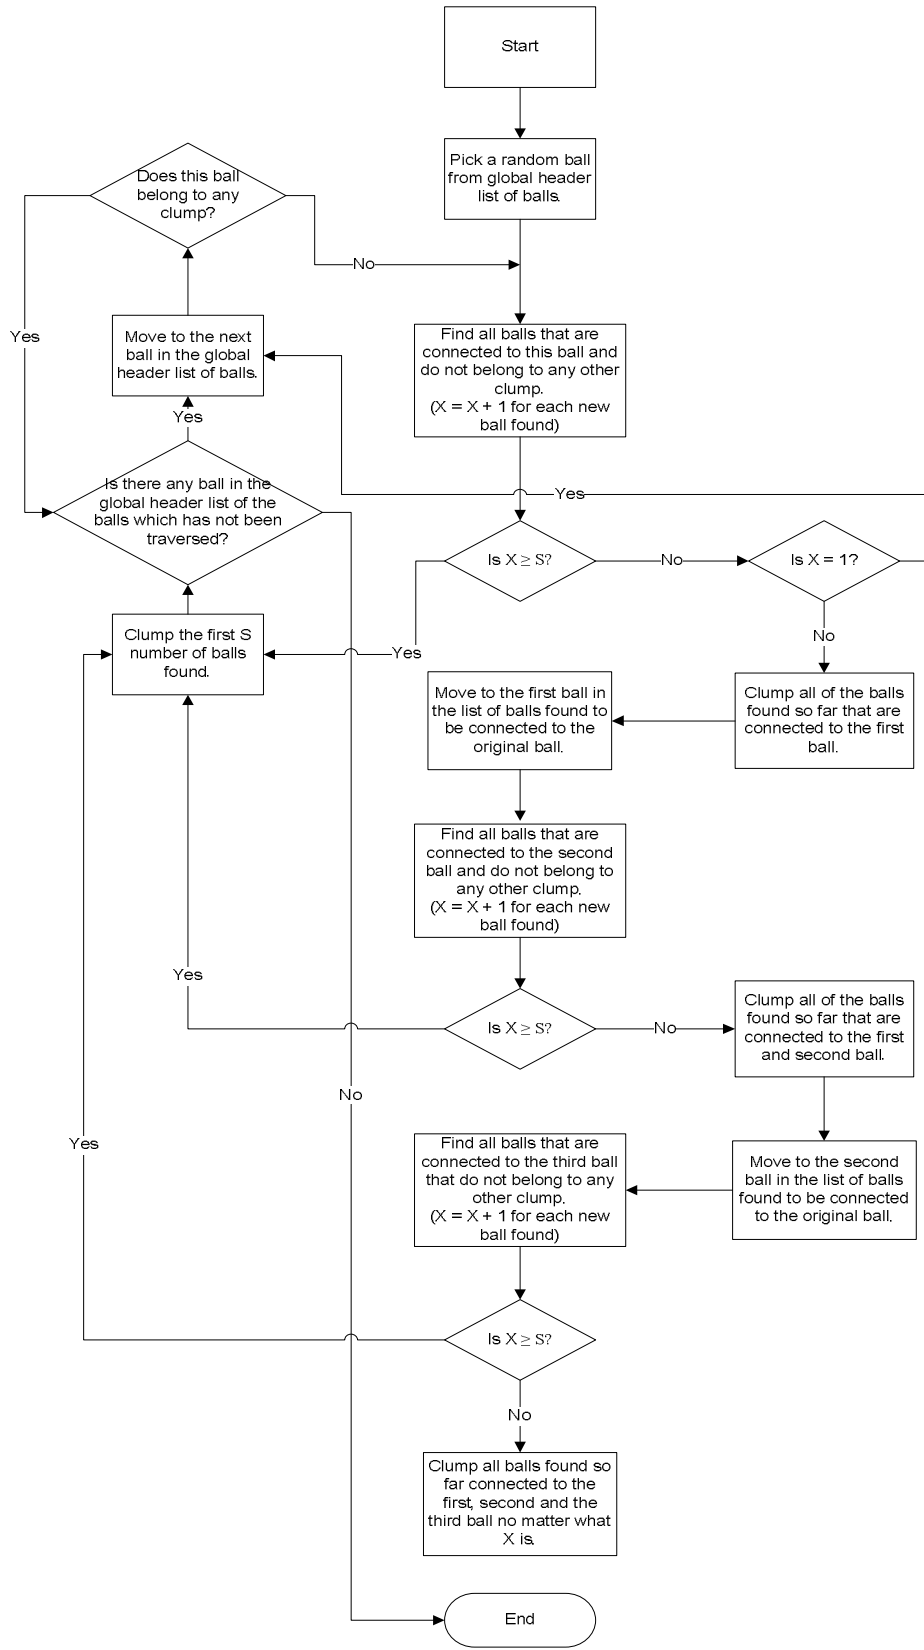 Start
Pick a random ball
from global header
list of balls.
Does this ball
belong to any
clump?
No
Yes
Move to the next
ball in the global
header list of balls.
Find all balls that are
connected to this ball and
do not belong to any other
clump.
(X = X + 1 for each new
ball found)
Yes
Is there any ball in the
global header list of the
balls which has not been
traversed?
Yes
Is X ≥ S?
No
Is X = 1?
Clump the first S
number of balls
found.
Yes
No
Move to the first ball in
the list of balls found to
be connected to the
original ball.
Clump all of the balls
found so far that are
connected to the first
ball.
Find all balls that are
connected to the second
ball and do not belong to
any other clump.
(X = X + 1 for each new
ball found)
Yes
Is X ≥ S?
No
Clump all of the balls
found so far that are
connected to the first
and second ball.
No
Yes
Find all balls that are
connected to the third ball
that do not belong to any
other clump.
(X = X + 1 for each new
ball found)
Move to the second
ball in the list of balls
found to be connected
to the original ball.
Is X ≥ S?
No
Clump all balls found so
far connected to the
first, second and the
third ball no matter what
X is.
End